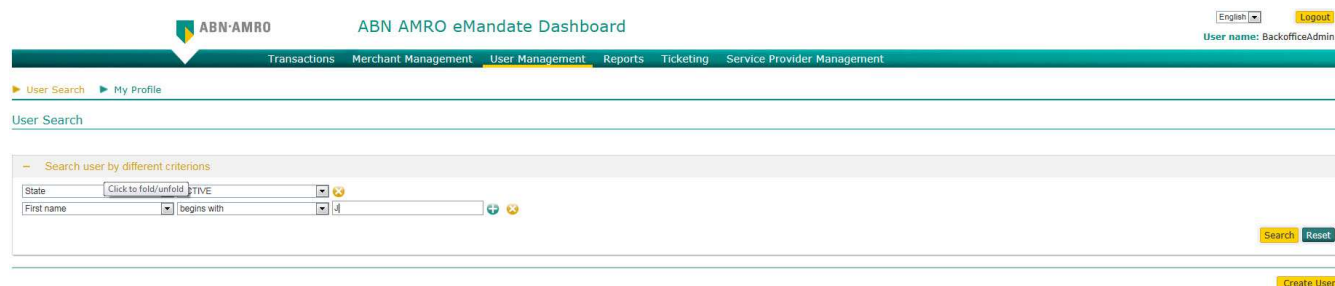 ABN·AMRO
ABN AMRO eMandate Dashboard
English
Logout
User name: BackofficeAdmin
Transactions Merchant Management User Management Reports Ticketing Service Provider Management
User Search My Profile
User Search
Search user by different criterions
State CTIVE
Click to fold/unfold
First name begins with J
Search Reset
Create User